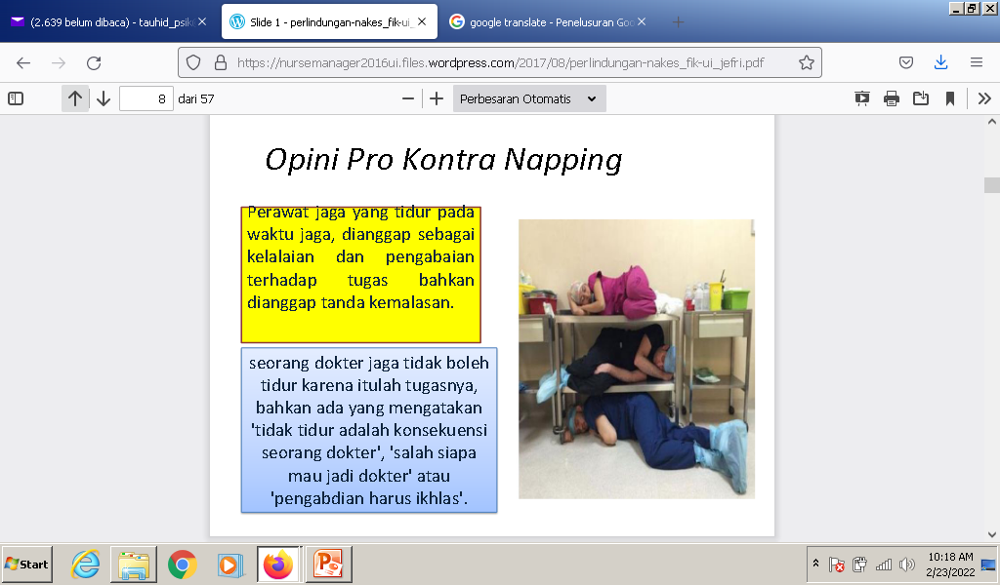 (2.639 belum dibaca) - tauhid_psik
Slide 1 - perlindungan-nakes_fik-ui_
google translate - Penelusuran Goo
https://nursemanager2016ui.files.wordpress.com/2017/08/perlindungan-nakes_fik-ui_jefri.pdf
8 dari 57
Perbesaran Otomatis
Opini Pro Kontra Napping
Perawat jaga yang tidur pada
waktu jaga, dianggap sebagai
kelalaian dan pengabaian
terhadap tugas bahkan
dianggap tanda kemalasan.
seorang dokter jaga tidak boleh
tidur karena itulah tugasnya,
bahkan ada yang mengatakan
'tidak tidur adalah konsekuensi
seorang dokter', 'salah siapa
mau jadi dokter' atau
'pengabdian harus ikhlas'.
Start
10:18 AM
2/23/2022